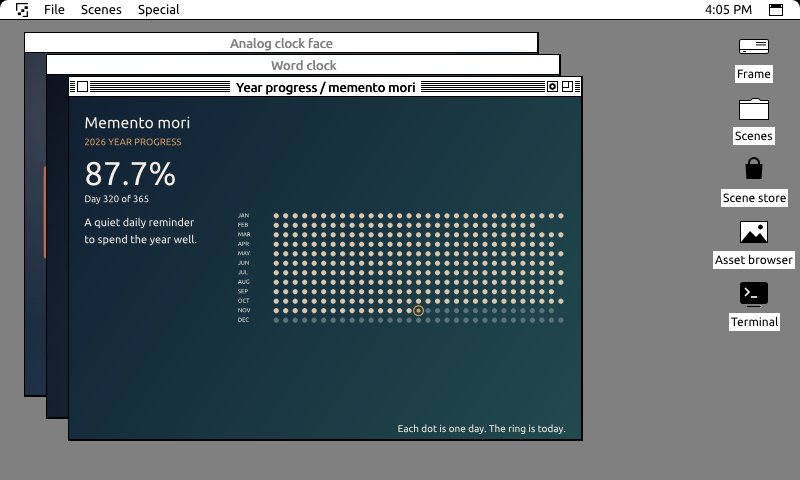 File Scenes Special 4:05 PM
Analog clock face
Word clock
Year progress / memento mori
Memento mori
2026 YEAR PROGRESS
87.7%
Day 320 of 365
A quiet daily reminder
to spend the year well.
JAN
FEB
MAR
APR
MAY
JUN
JUL
AUG
SEP
OCT
NOV
DEC
Each dot is one day. The ring is today.
Frame
Scenes
Scene store
Asset browser
Terminal